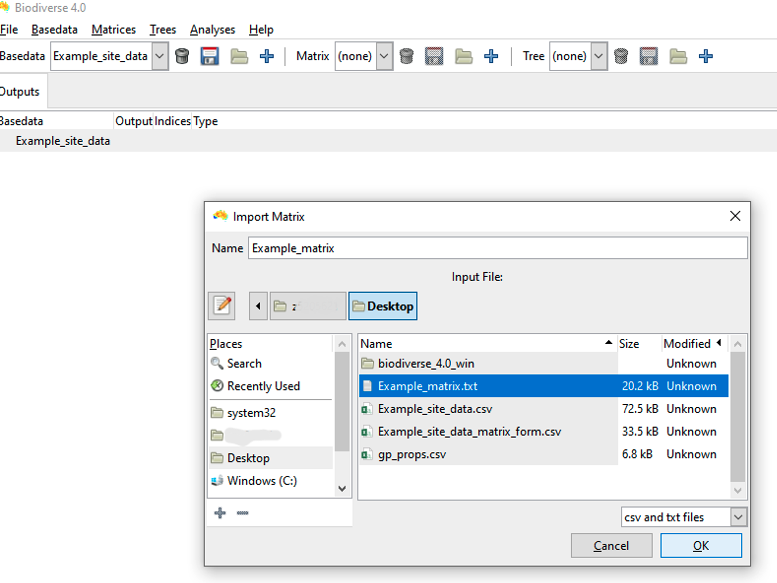 Biodiverse 4.0
File Basedata Matrices Trees Analyses Help
Basedata Example_site_data Matrix (none) Tree (none)
Outputs
Basedata Output Indices Type
Example_site_data
Import Matrix
Name Example_matrix
Input File:
Desktop
Places Name Size Modified
Search biodiverse_4.0_win Unknown
Recently Used Example_matrix.txt 20.2 kB Unknown
system32 Example_site_data.csv 72.5 kB Unknown
Example_site_data_matrix_form.csv 33.5 kB Unknown
Desktop gp_props.csv 6.8 kB Unknown
Windows (C:)
csv and txt files
Cancel OK